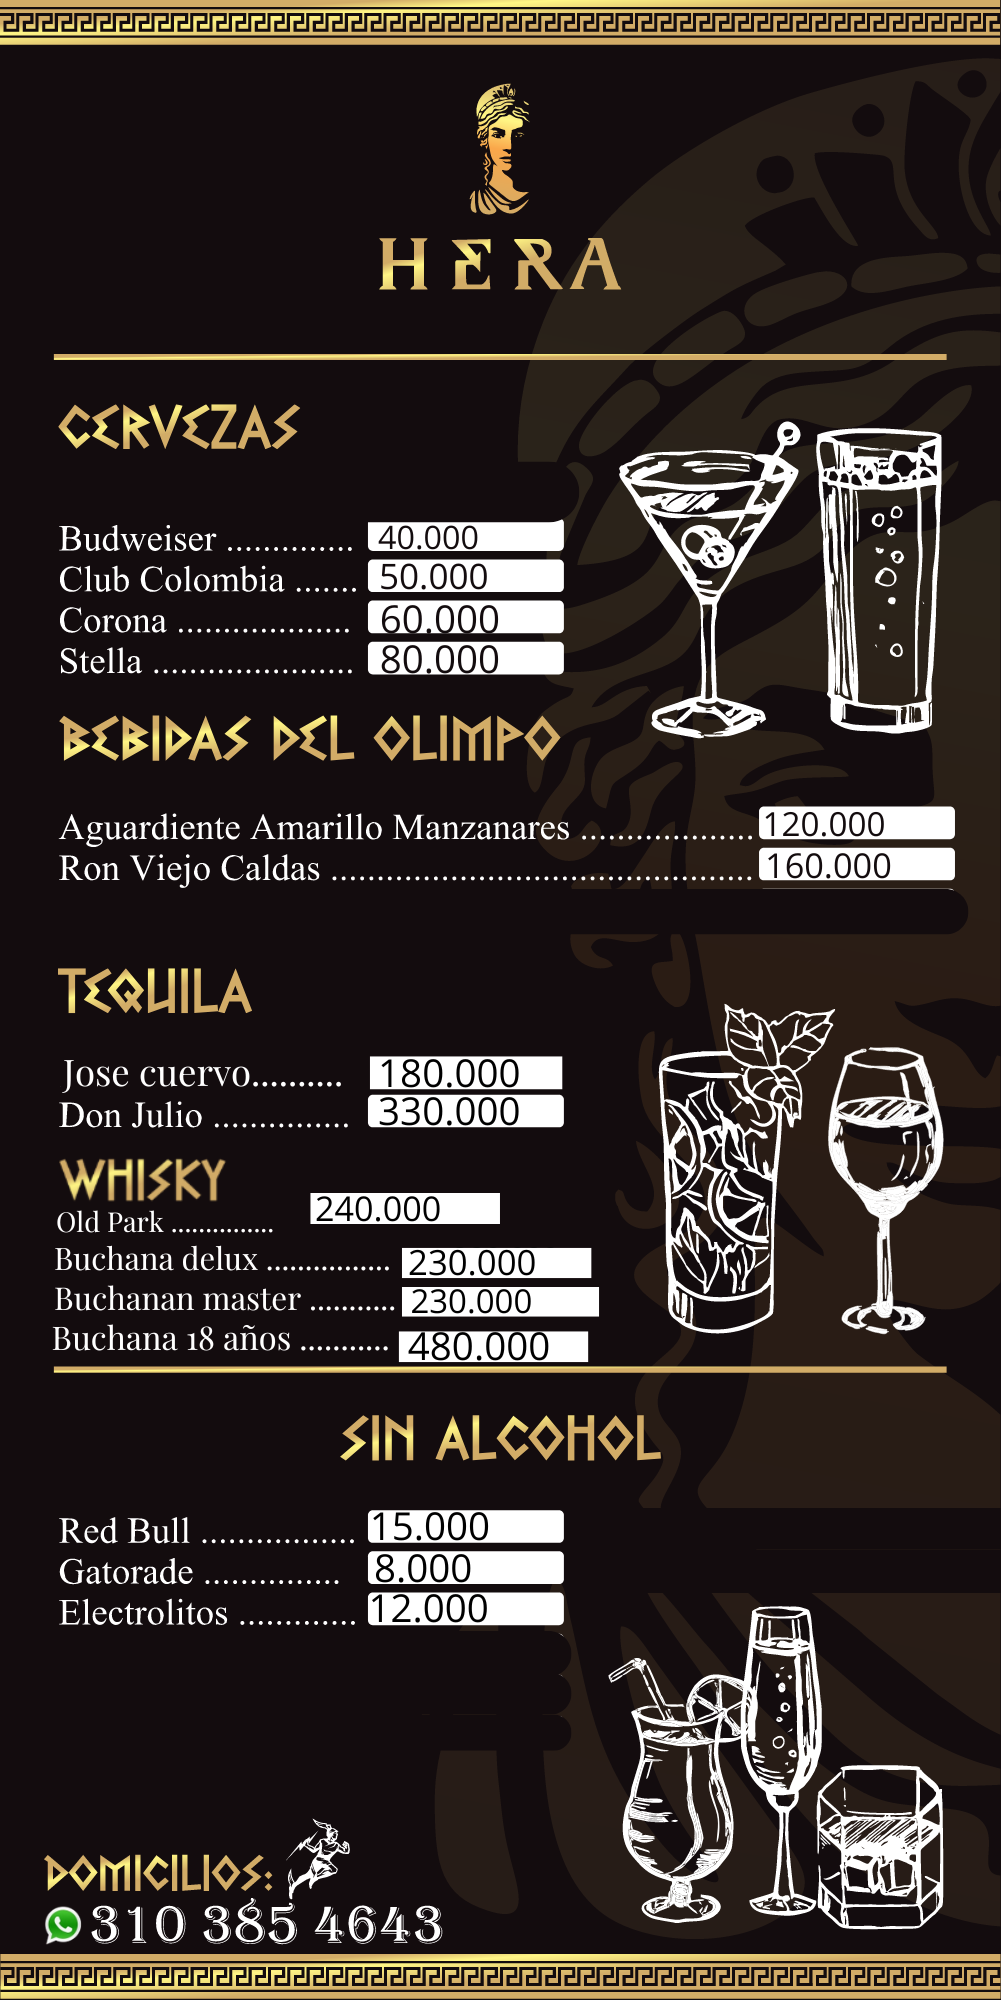 HERA
CERVEZAS
Budweiser .............. 40.000
Club Colombia ....... 50.000
Corona ................... 60.000
Stella ...................... 80.000
BEBIDAS DEL OLIMPO
Aguardiente Amarillo Manzanares ................... 120.000
Ron Viejo Caldas .............................................. 160.000
TEQUILA
Jose cuervo.......... 180.000
Don Julio ............... 330.000
WHISKY
Old Park ............... 240.000
Buchana delux ................ 230.000
Buchanan master ........... 230.000
Buchana 18 años ........... 480.000
SIN ALCOHOL
Red Bull ................. 15.000
Gatorade ............... 8.000
Electrolitos ............. 12.000
DOMICILIOS:
310 385 4643